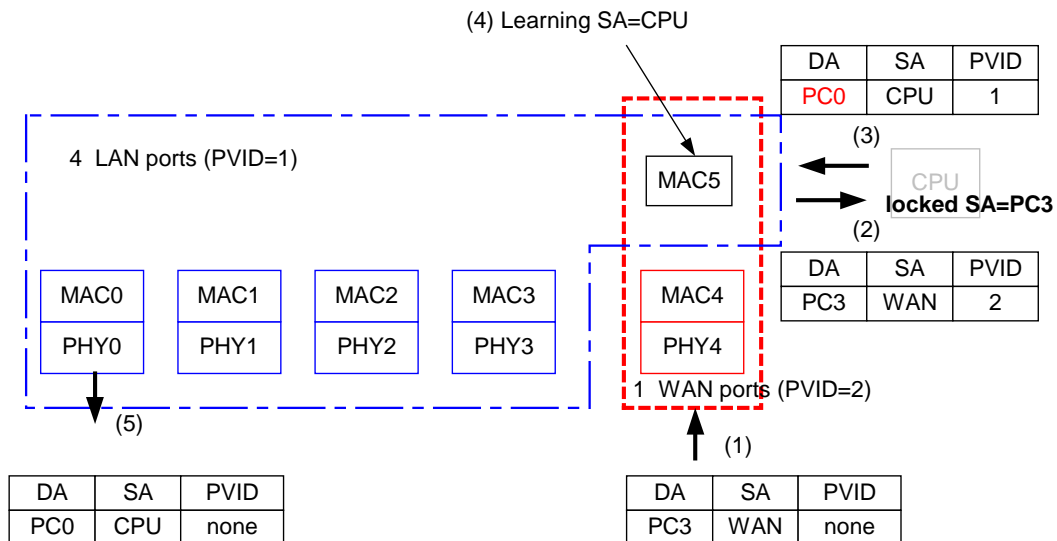 (4) Learning SA=CPU
DA SA PVID
PC0 CPU 1
4 LAN ports (PVID=1)
(3)
MAC5
CPU
locked SA=PC3
(2)
DA SA PVID
PC3 WAN 2
MAC0 MAC1 MAC2 MAC3 MAC4
PHY0 PHY1 PHY2 PHY3 PHY4
1 WAN ports (PVID=2)
(5)
(1)
DA SA PVID
PC0 CPU none
DA SA PVID
PC3 WAN none